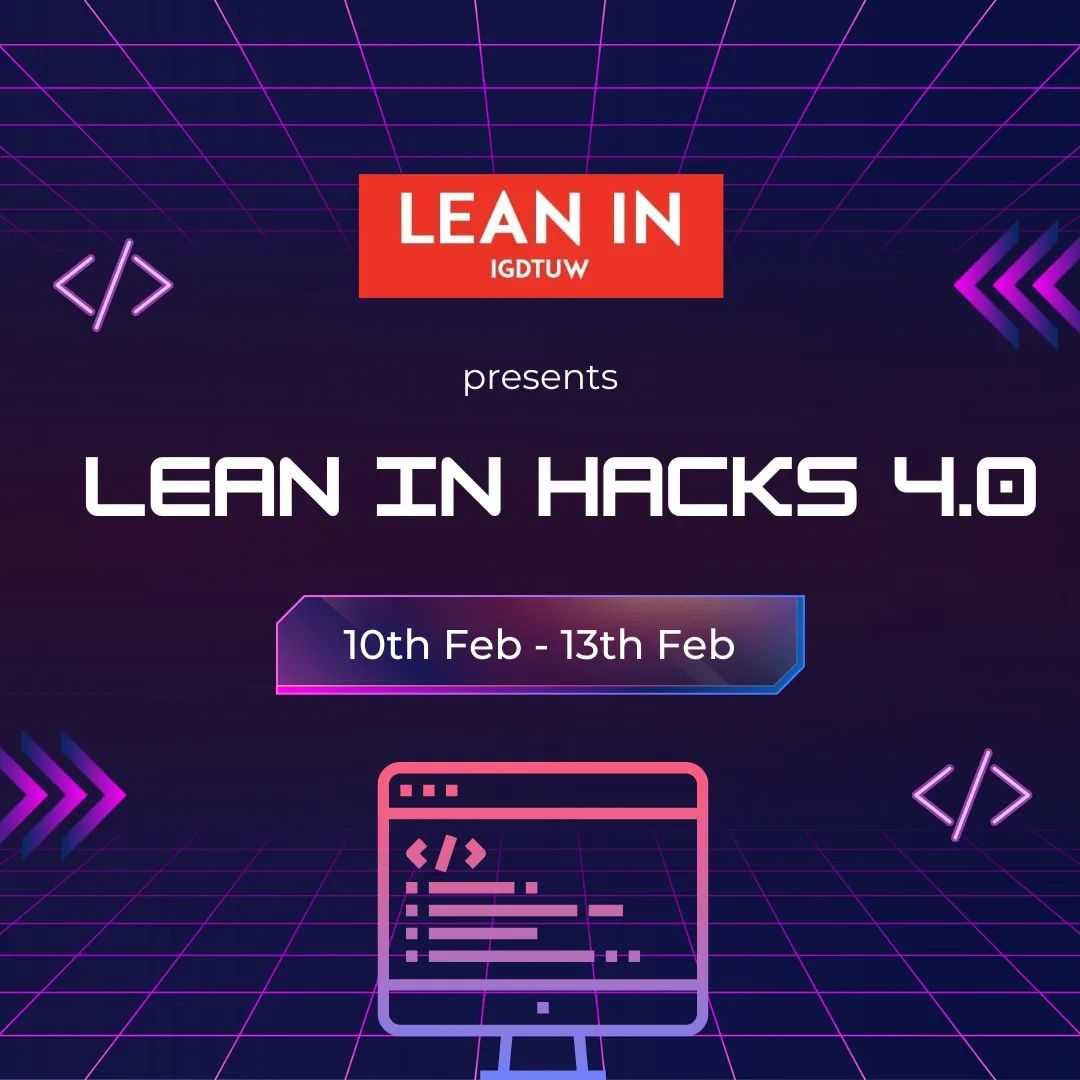 LEAN IN
IGDTUW
presents
LEAN IN HACKS 4.0
10th Feb - 13th Feb